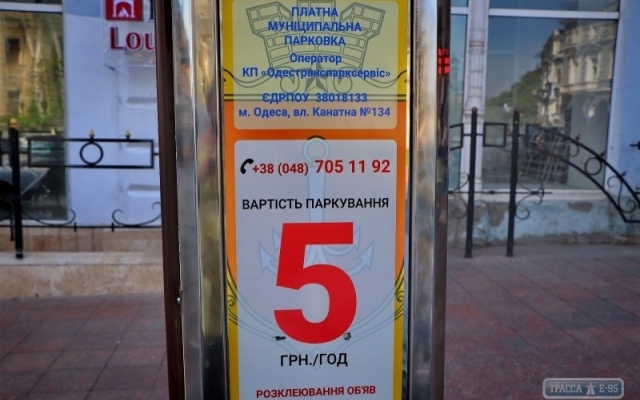 Lou
ПЛАТНА
МУНІЦИПАЛЬНА
ПАРКОВКА
Оператор
КП «Одестранспарксервіс»
ЄДРПОУ 38018133
м. Одеса, вл. Канатна №134
+38 (048) 705 11 92
ВАРТІСТЬ ПАРКУВАННЯ
5
ГРН./ГОД
РОЗКЛЕЮВАННЯ ОБ'ЯВ
ТРАССА Е-95